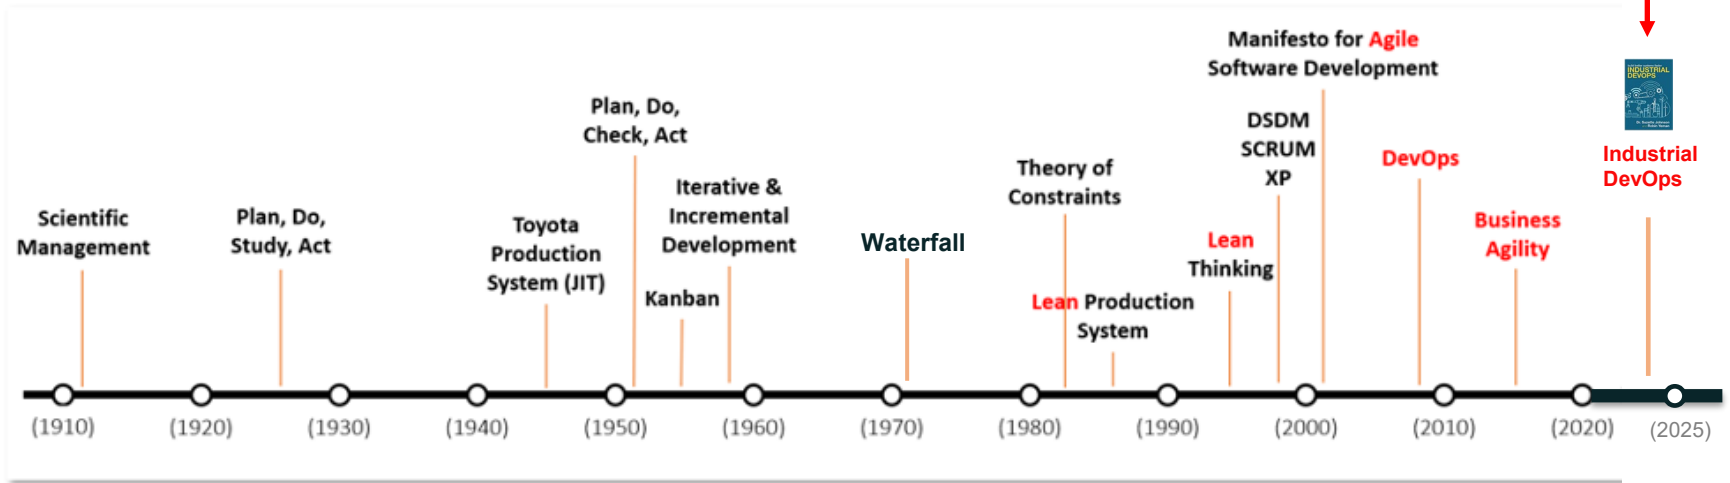 Scientific
Management
Plan, Do,
Study, Act
Toyota
Production
System (JIT)
Plan, Do,
Check, Act
Kanban
Iterative &
Incremental
Development
Waterfall
Theory of
Constraints
Lean Production
System
Lean
Thinking
DSDM
SCRUM
XP
Manifesto for Agile
Software Development
DevOps
Business
Agility
INDUSTRIAL
DEVOPS
Industrial
DevOps
(1910)
(1920)
(1930)
(1940)
(1950)
(1960)
(1970)
(1980)
(1990)
(2000)
(2010)
(2020)
(2025)